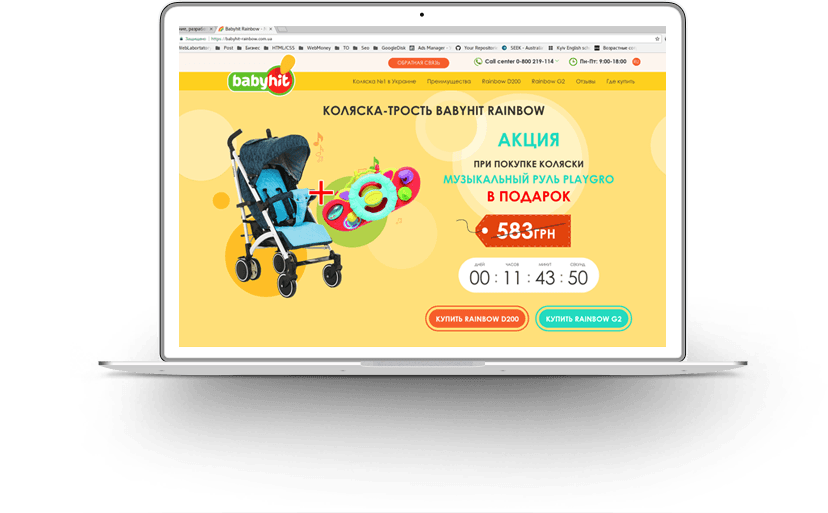 Babyhit Rainbow -
Защищено https://babyhit-rainbow.com.ua
Post Бизнес HTML/CSS WebMoney TO Seo GoogleDisk Ads Manager - Your Repositori SEEK - Australia Kyiv English sch Возрастные
ОБРАТНАЯ СВЯЗЬ Call center 0-800 219-114 Пн-Пт: 9:00-18:00
babyhit
Коляска №1 в Украине Преимущества Rainbow D200 Rainbow G2 Отзывы Где купить
КОЛЯСКА-ТРОСТЬ BABYHIT RAINBOW
АКЦИЯ
ПРИ ПОКУПКЕ КОЛЯСКИ
МУЗЫКАЛЬНЫЙ РУЛЬ PLAYGRO
В ПОДАРОК
583ГРН
ДНЕЙ ЧАСОВ МИНУТ СЕКУНД
00 : 11 : 43 : 50
КУПИТЬ RAINBOW D200 КУПИТЬ RAINBOW G2